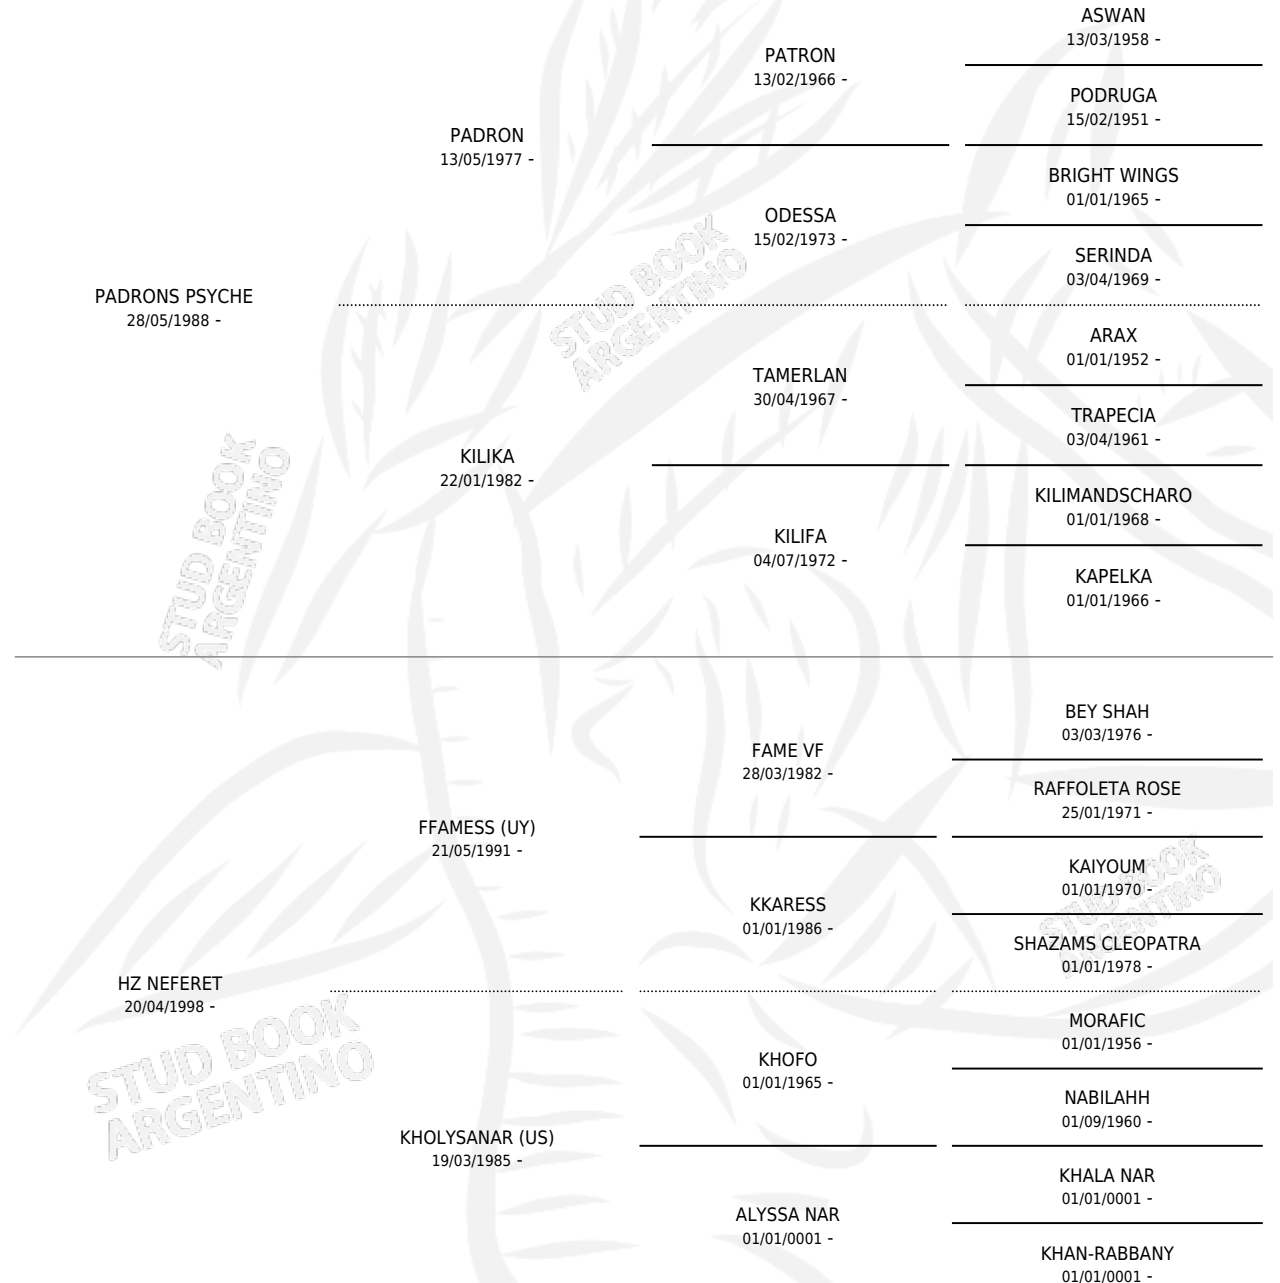 ASWAN
13/03/1958 -
PATRON
13/02/1966 -
PODRUGA
15/02/1951 -
PADRON
13/05/1977 -
BRIGHT WINGS
01/01/1965 -
ODESSA
15/02/1973 -
SERINDA
03/04/1969 -
PADRONS PSYCHE
28/05/1988 -
ARAX
01/01/1952 -
TAMERLAN
30/04/1967 -
TRAPECIA
03/04/1961 -
KILIKA
22/01/1982 -
KILIMANDSCHARO
01/01/1968 -
KILIFA
04/07/1972 -
KAPELKA
01/01/1966 -
STUD BOOK
ARGENTINO
STUD BOOK
ARGENTINO
BEY SHAH
03/03/1976 -
FAME VF
28/03/1982 -
RAFFOLETA ROSE
25/01/1971 -
FFAMESS (UY)
21/05/1991 -
KAIYOUM
01/01/1970 -
KKARESS
01/01/1986 -
SHAZAMS CLEOPATRA
01/01/1978 -
HZ NEFERET
20/04/1998 -
MORAFIC
01/01/1956 -
KHOFO
01/01/1965 -
NABILAHH
01/09/1960 -
KHOLYSANAR (US)
19/03/1985 -
KHALA NAR
01/01/0001 -
ALYSSA NAR
01/01/0001 -
KHAN-RABBANY
01/01/0001 -
STUD BOOK
ARGENTINO
STUD BOOK
ARGENTINO